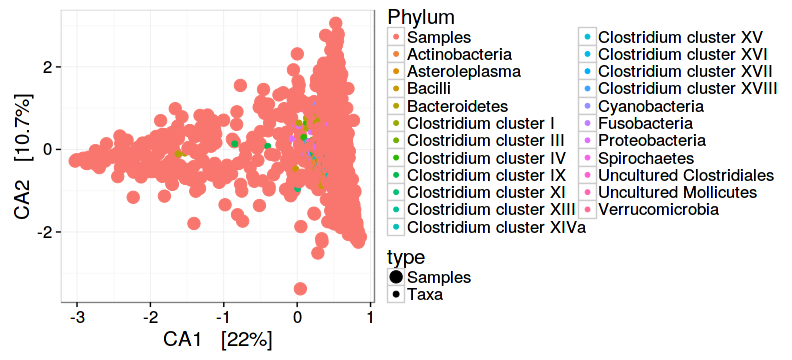 Phylum
Samples
Actinobacteria
Asteroleplasma
Bacilli
Bacteroidetes
Clostridium cluster I
Clostridium cluster III
Clostridium cluster IV
Clostridium cluster IX
Clostridium cluster XI
Clostridium cluster XIII
Clostridium cluster XIVa
Clostridium cluster XV
Clostridium cluster XVI
Clostridium cluster XVII
Clostridium cluster XVIII
Cyanobacteria
Fusobacteria
Proteobacteria
Spirochaetes
Uncultured Clostridiales
Uncultured Mollicutes
Verrucomicrobia
type
Samples
Taxa
CA2 [10.7%]
2
0
-2
-3
-2
-1
0
1
CA1 [22%]